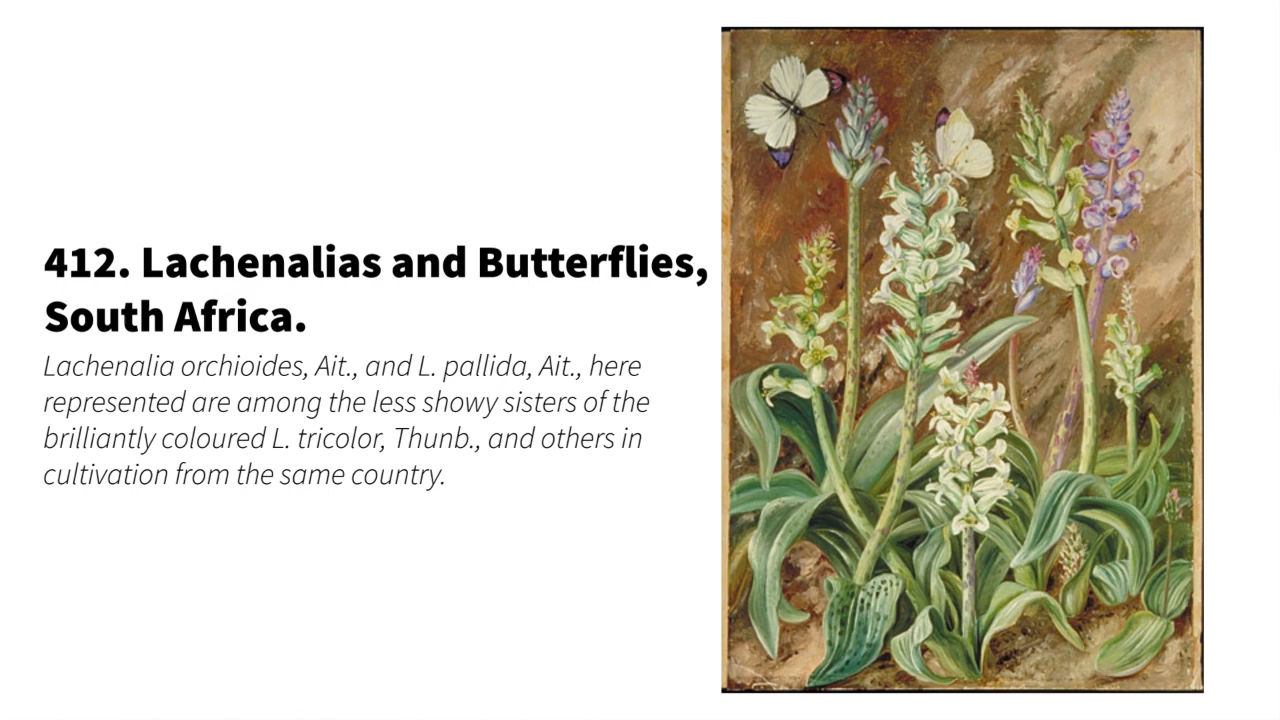 412. Lachenalias and Butterflies,
South Africa.
Lachenalia orchioides, Ait., and L. pallida, Ait., here
represented are among the less showy sisters of the
brilliantly coloured L. tricolor, Thunb., and others in
cultivation from the same country.